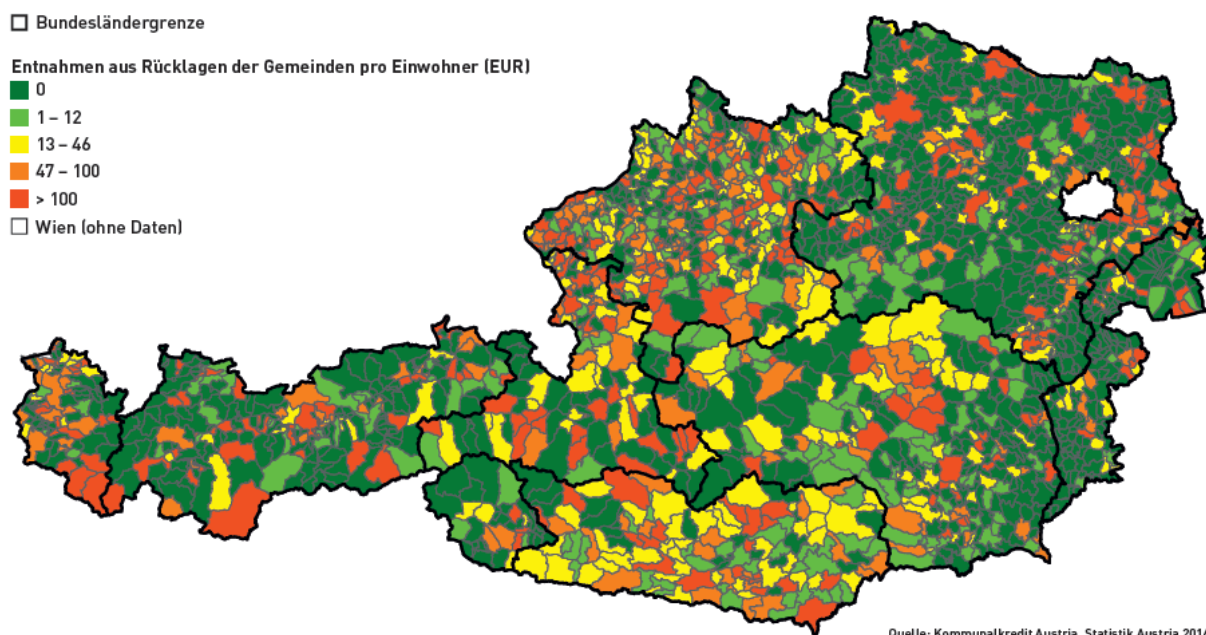 Bundesländergrenze
Entnahmen aus Rücklagen der Gemeinden pro Einwohner (EUR)
0
1 – 12
13 – 46
47 – 100
> 100
Wien (ohne Daten)
Quelle: Kommunalkredit Austria, Statistik Austria 2014